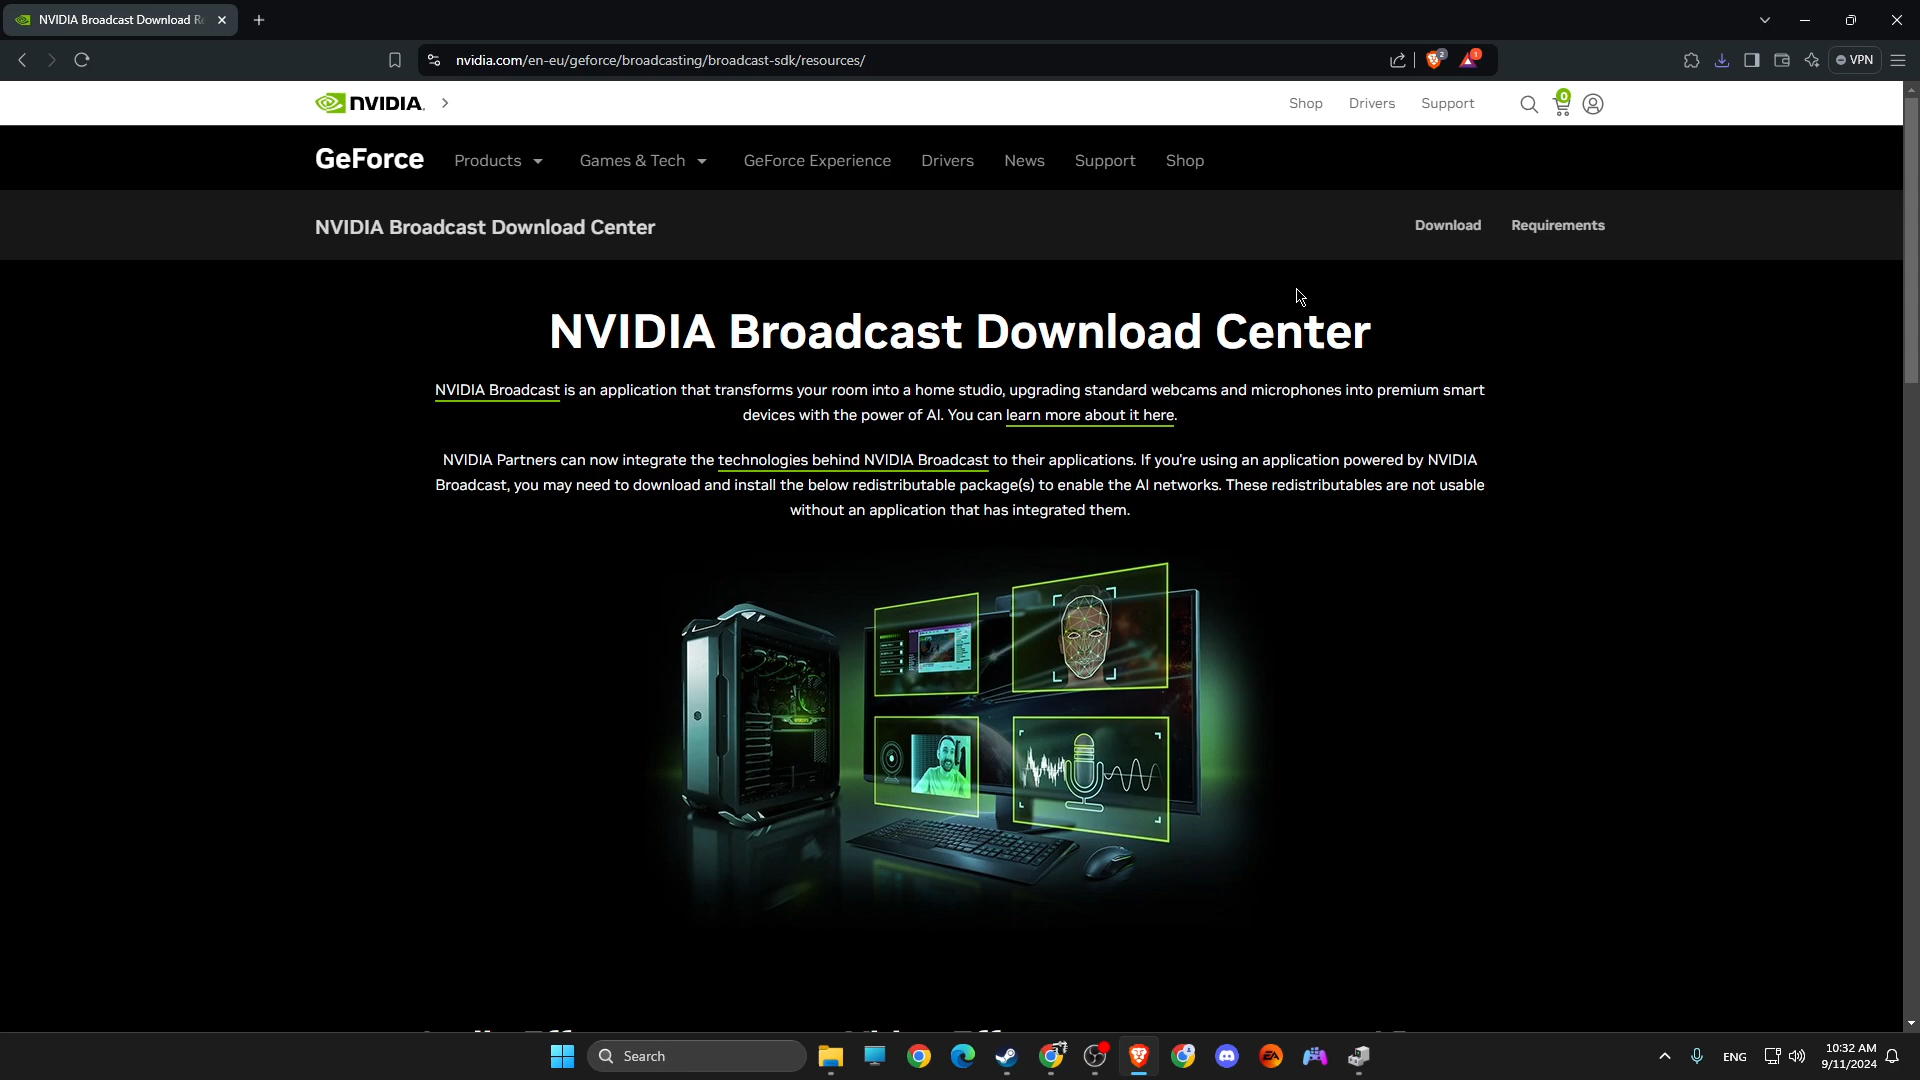 NVIDIA Broadcast Download Re
nvidia.com/en-eu/geforce/broadcasting/broadcast-sdk/resources/
2
1
VPN
NVIDIA.
Shop
Drivers
Support
0
GeForce
Products
Games & Tech
GeForce Experience
Drivers
News
Support
Shop
NVIDIA Broadcast Download Center
Download
Requirements
NVIDIA Broadcast Download Center
NVIDIA Broadcast is an application that transforms your room into a home studio, upgrading standard webcams and microphones into premium smart
devices with the power of AI. You can learn more about it here.
NVIDIA Partners can now integrate the technologies behind NVIDIA Broadcast to their applications. If you're using an application powered by NVIDIA
Broadcast, you may need to download and install the below redistributable package(s) to enable the AI networks. These redistributables are not usable
without an application that has integrated them.
Search
EA
ENG
10:32 AM
9/11/2024